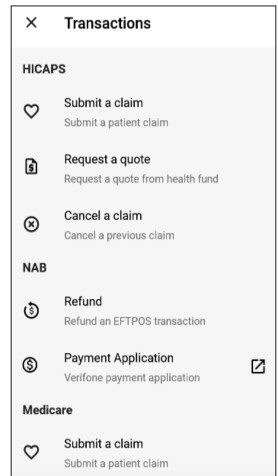 Transactions
HICAPS
Submit a claim
Submit a patient claim
Request a quote
Request a quote from health fund
Cancel a claim
Cancel a previous claim
NAB
Refund
Refund an EFTPOS transaction
Payment Application
Verifone payment application
Medicare
Submit a claim
Submit a patient claim